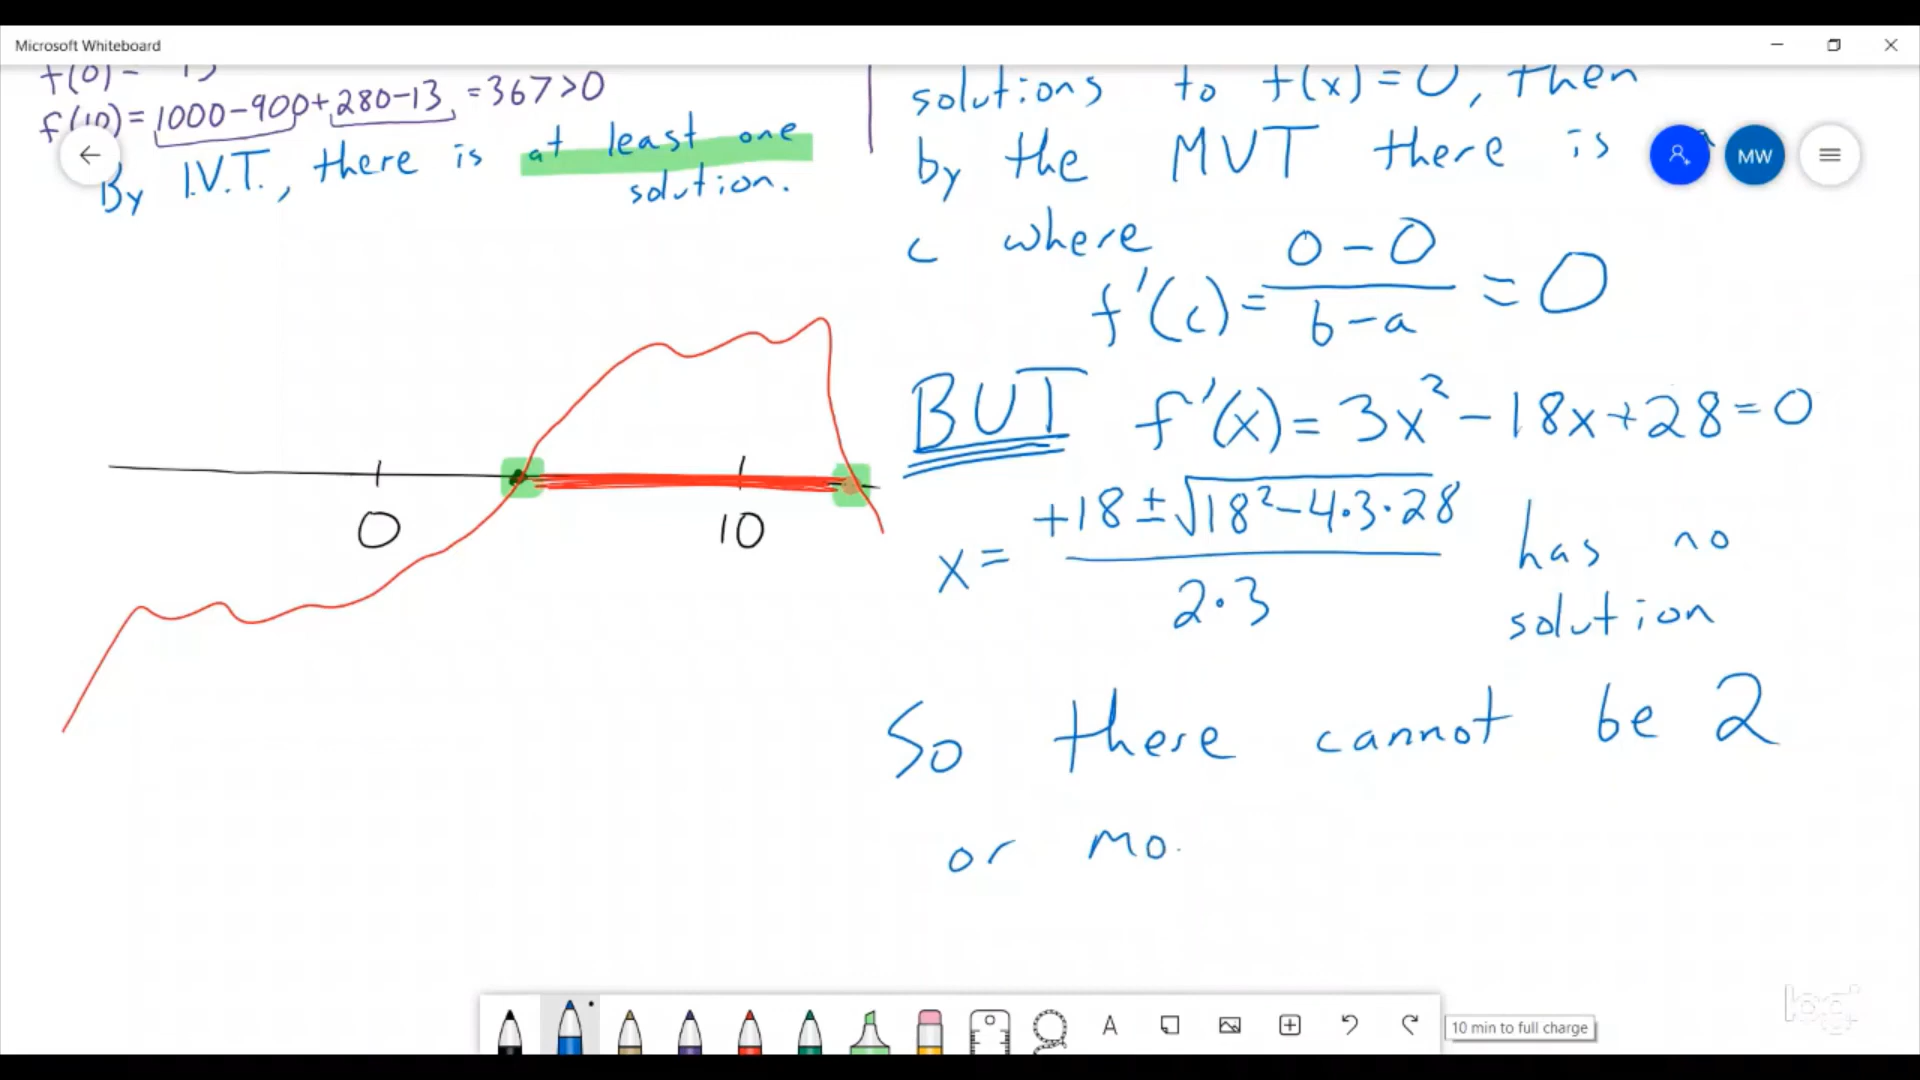 Microsoft Whiteboard
f(0) = -13
f(10) = 1000-900+280-13 = 367>0
By I.V.T., there is at least one
solution.
0
10
solutions to f(x)=0, then
by the MVT there is
c where
f'(c) = 0-0 / b-a = 0
BUT f'(x) = 3x²-18x+28=0
x = +18±√18²-4·3·28 / 2·3
has no
solution
So there cannot be 2
or mo
MW
A
10 min to full charge